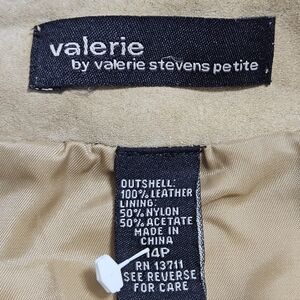 valerie
by valerie stevens petite
OUTSHELL:
100% LEATHER
LINING:
50% NYLON
50% ACETATE
MADE IN
CHINA
14P
RN 13711
SEE REVERSE
FOR CARE